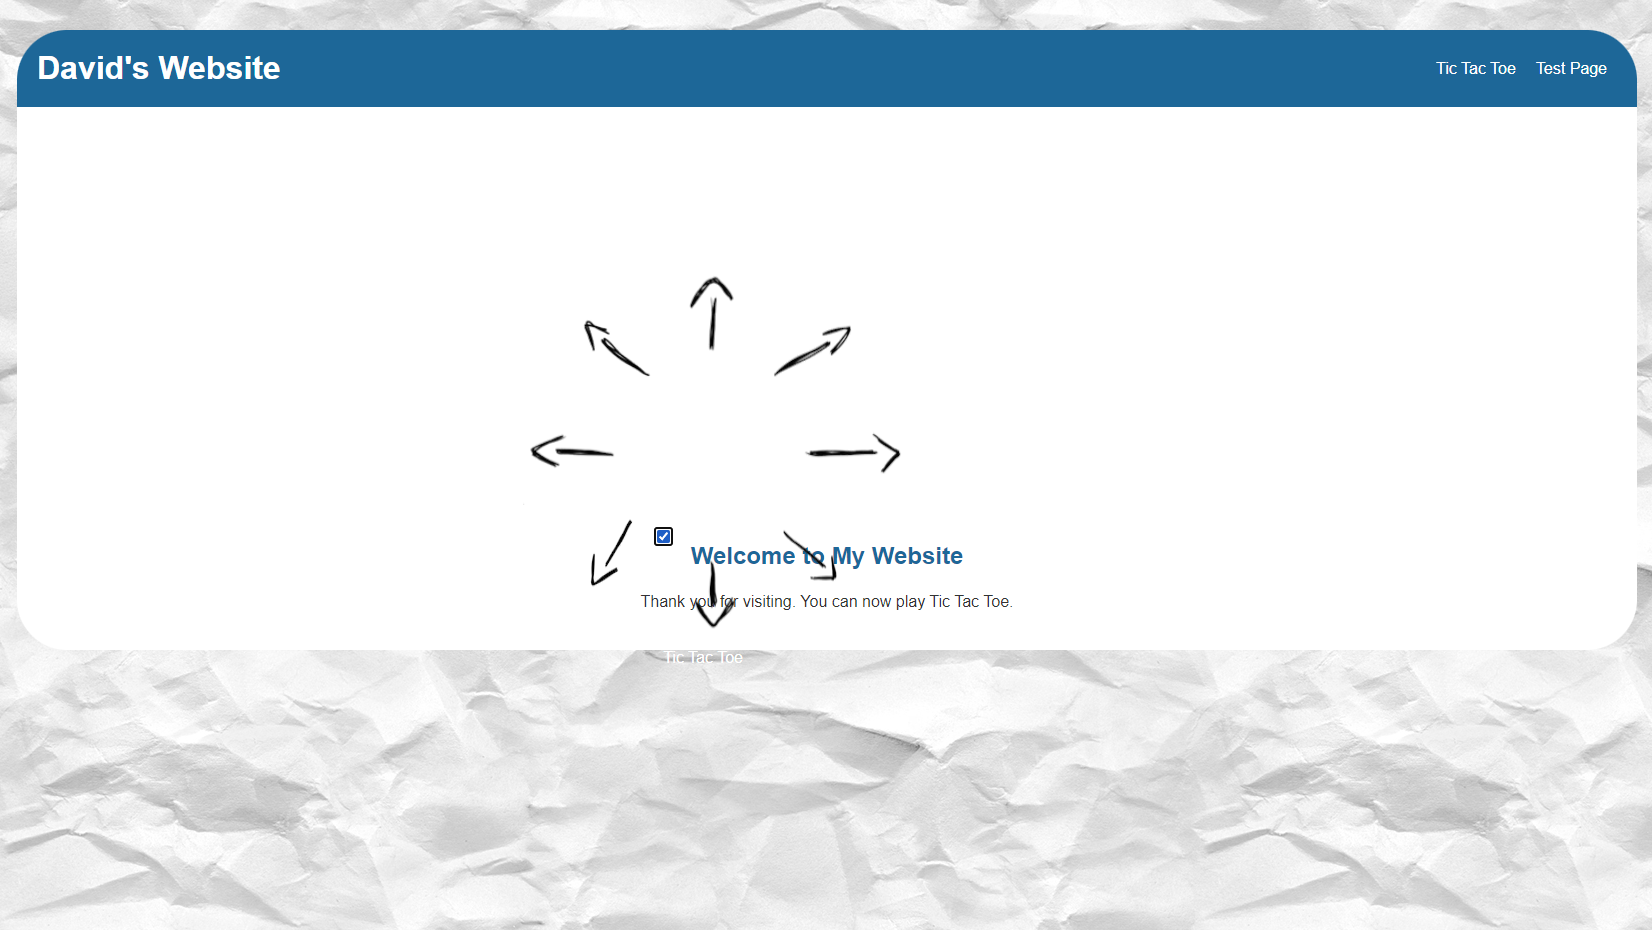 David's Website
Tic Tac Toe Test Page
Welcome to My Website
Thank you for visiting. You can now play Tic Tac Toe.
Tic Tac Toe